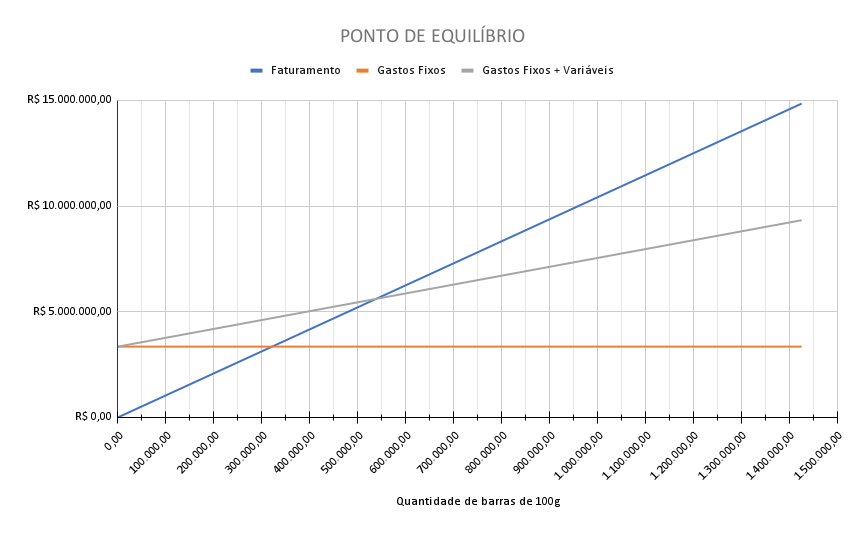 PONTO DE EQUILÍBRIO
Faturamento
Gastos Fixos
Gastos Fixos + Variáveis
R$ 15.000.000,00
R$ 10.000.000,00
R$ 5.000.000,00
R$ 0,00
0,00
100.000,00
200.000,00
300.000,00
400.000,00
500.000,00
600.000,00
700.000,00
800.000,00
900.000,00
1.000.000,00
1.100.000,00
1.200.000,00
1.300.000,00
1.400.000,00
1.500.000,00
Quantidade de barras de 100g